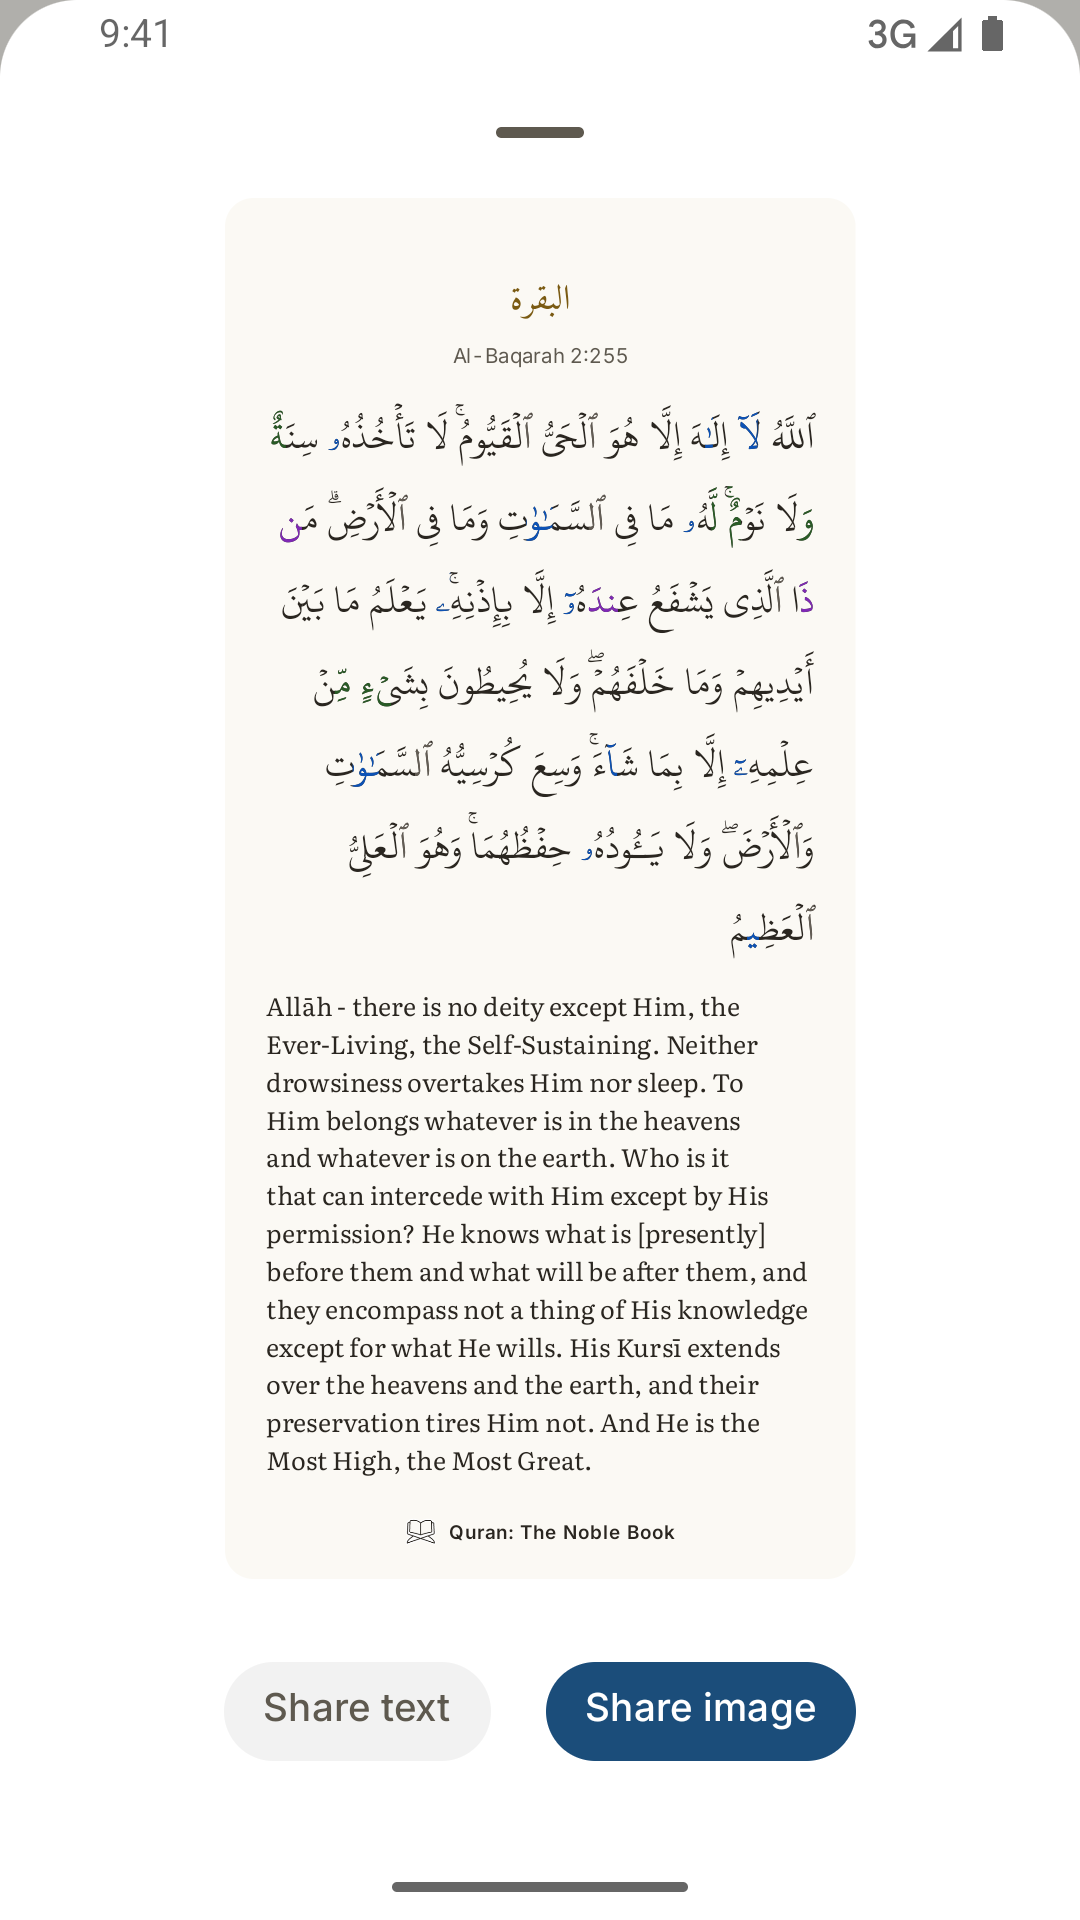 9:41
3G
البقرة
Al-Baqarah 2:255
ٱللَّهُ لَآ إِلَـٰهَ إِلَّا هُوَ ٱلْحَىُّ ٱلْقَيُّومُ ۚ لَا تَأْخُذُهُۥ سِنَةٌ
وَلَا نَوْمٌ ۚ لَّهُۥ مَا فِى ٱلسَّمَـٰوَٰتِ وَمَا فِى ٱلْأَرْضِ ۗ مَن
ذَا ٱلَّذِى يَشْفَعُ عِندَهُۥٓ إِلَّا بِإِذْنِهِۦ ۚ يَعْلَمُ مَا بَيْنَ
أَيْدِيهِمْ وَمَا خَلْفَهُمْ ۖ وَلَا يُحِيطُونَ بِشَىْءٍ مِّنْ
عِلْمِهِۦٓ إِلَّا بِمَا شَآءَ ۚ وَسِعَ كُرْسِيُّهُ ٱلسَّمَـٰوَٰتِ
وَٱلْأَرْضَ ۖ وَلَا يَـُٔودُهُۥ حِفْظُهُمَا ۚ وَهُوَ ٱلْعَلِىُّ
ٱلْعَظِيمُ
Allāh - there is no deity except Him, the
Ever-Living, the Self-Sustaining. Neither
drowsiness overtakes Him nor sleep. To
Him belongs whatever is in the heavens
and whatever is on the earth. Who is it
that can intercede with Him except by His
permission? He knows what is [presently]
before them and what will be after them, and
they encompass not a thing of His knowledge
except for what He wills. His Kursī extends
over the heavens and the earth, and their
preservation tires Him not. And He is the
Most High, the Most Great.
Quran: The Noble Book
Share text
Share image